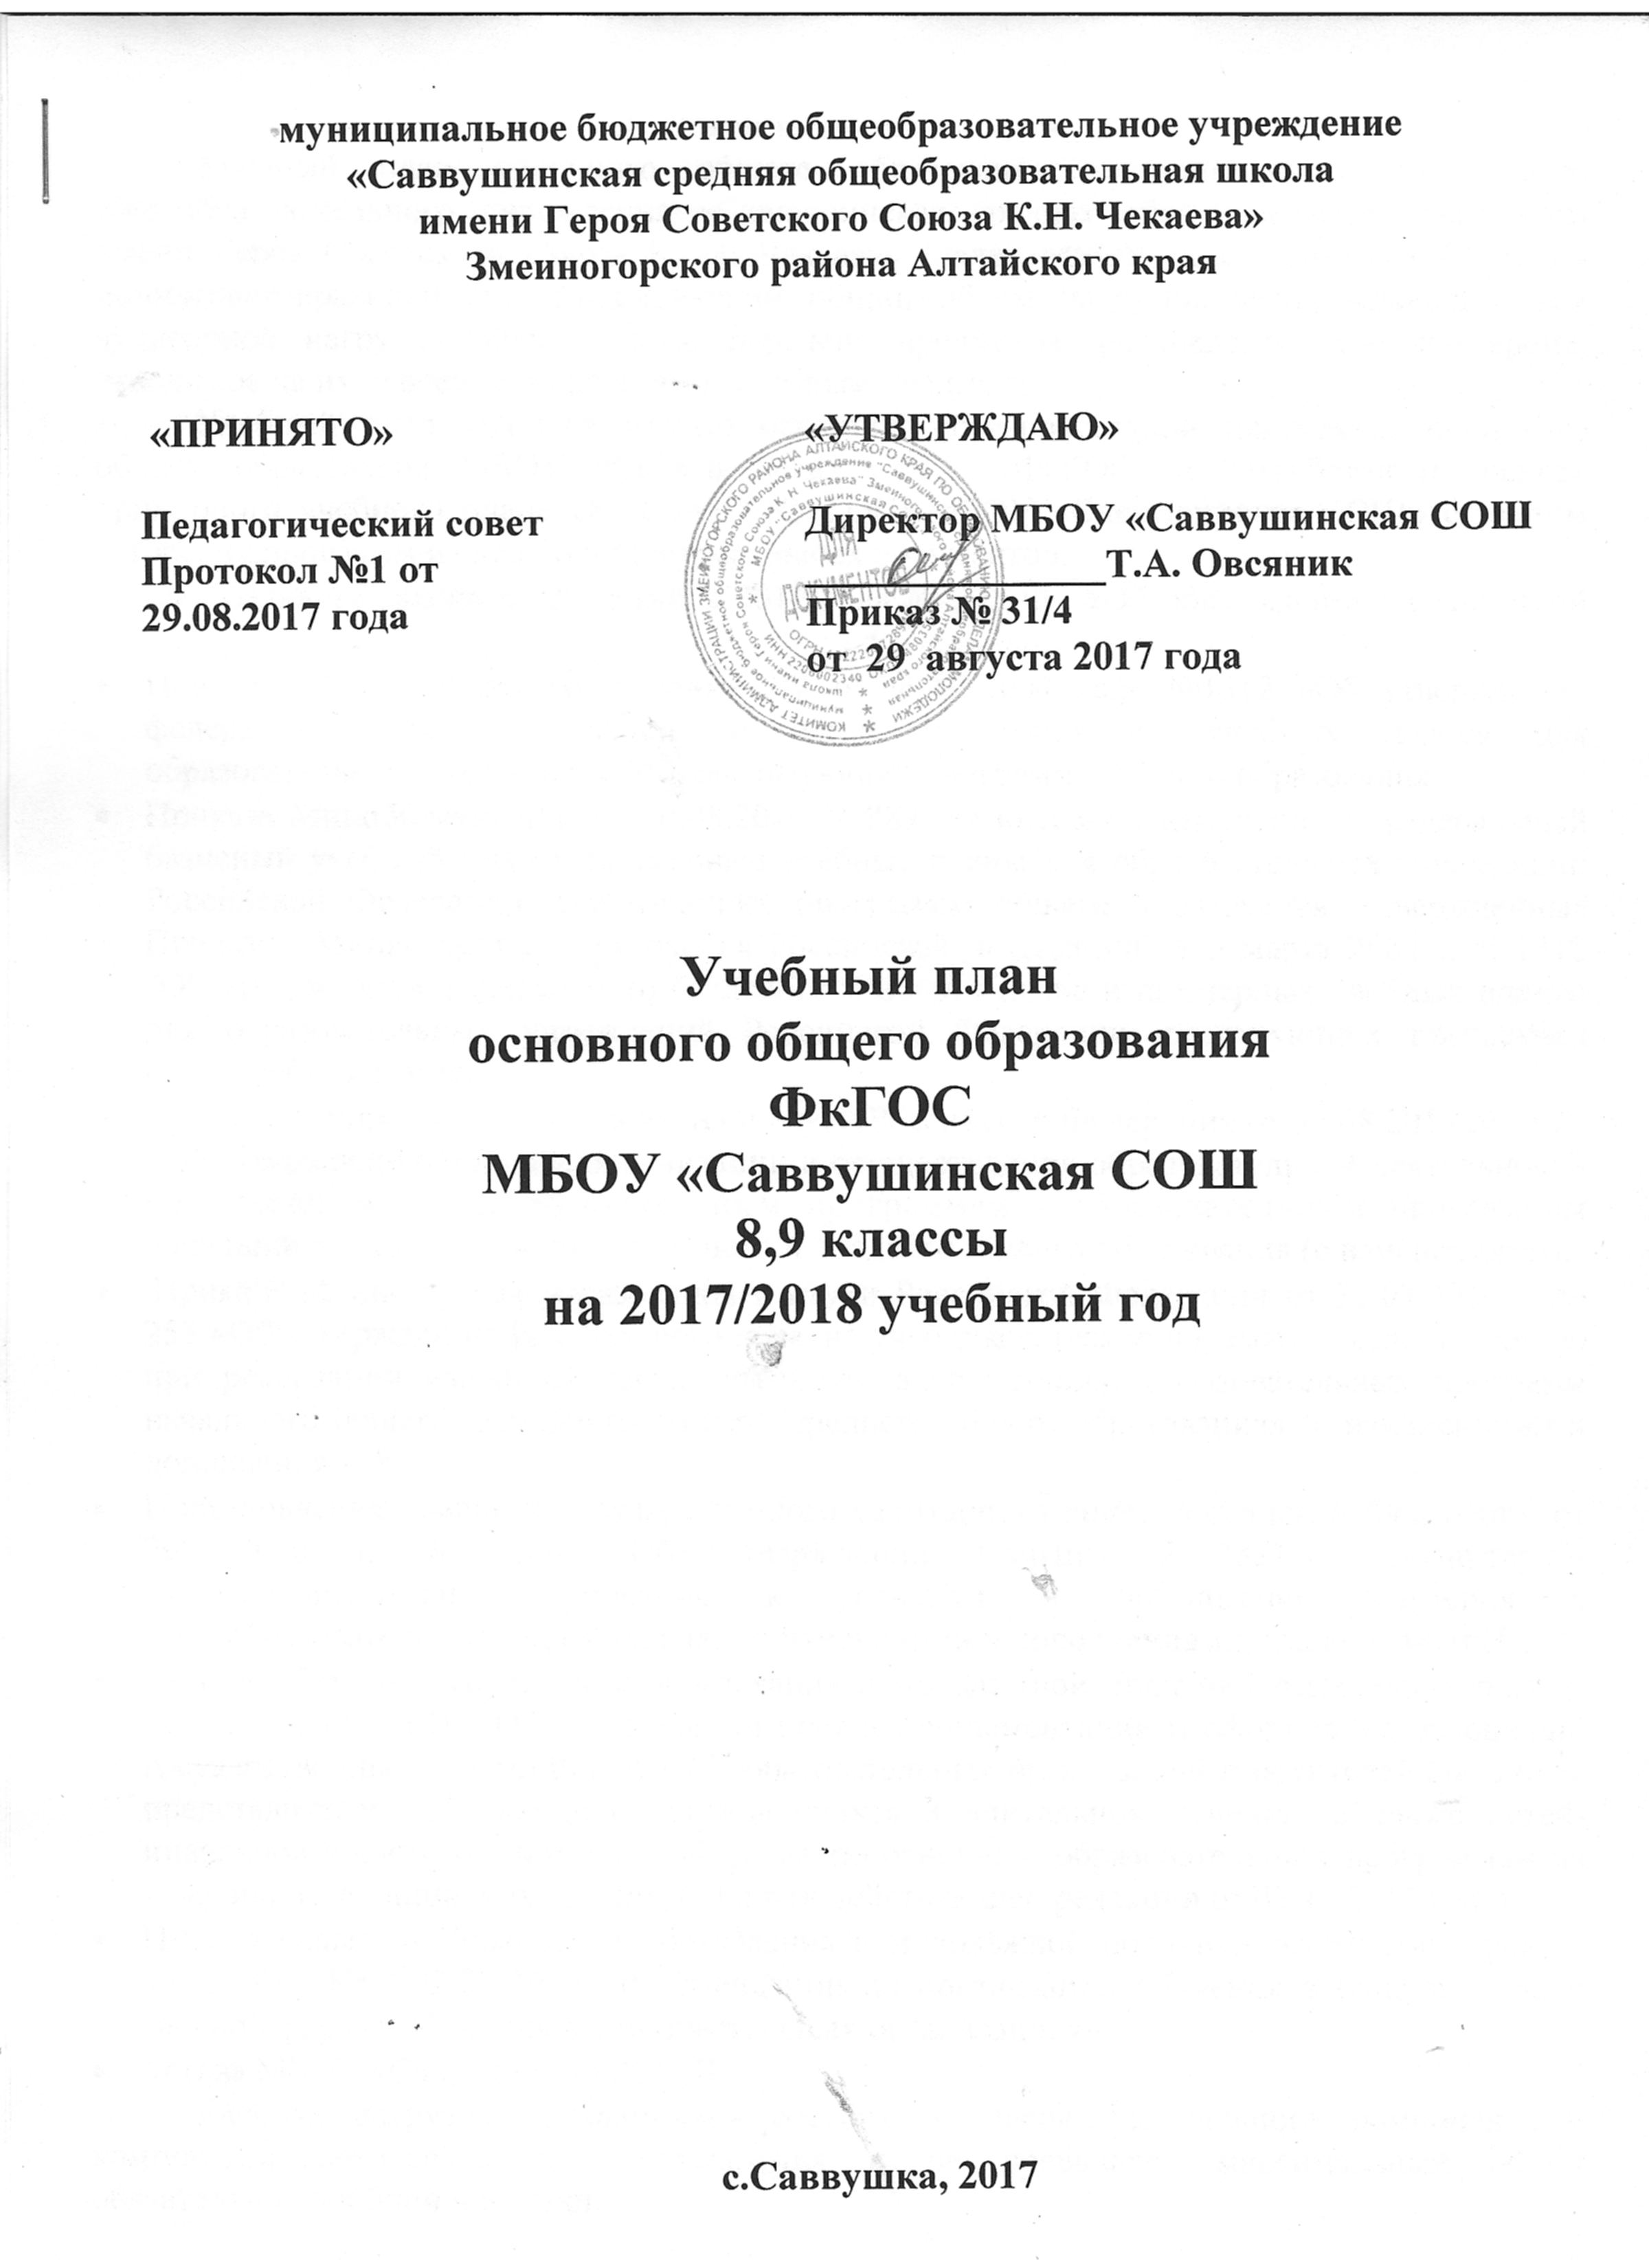 муниципальное бюджетное общеобразовательное учреждение
«Саввушинская средняя общеобразовательная школа
имени Героя Советского Союза К.Н. Чекаева»
Змеиногорского района Алтайского края
«ПРИНЯТО»
Педагогический совет
Протокол №1 от
29.08.2017 года
«УТВЕРЖДАЮ»
Директор МБОУ «Саввушинская СОШ
Т.А. Овсяник
Приказ № 31/4
от 29 августа 2017 года
ДЛЯ
ДОКУМЕНТОВ
Учебный план
основного общего образования
ФкГОС
МБОУ «Саввушинская СОШ
8,9 классы
на 2017/2018 учебный год
с.Саввушка, 2017